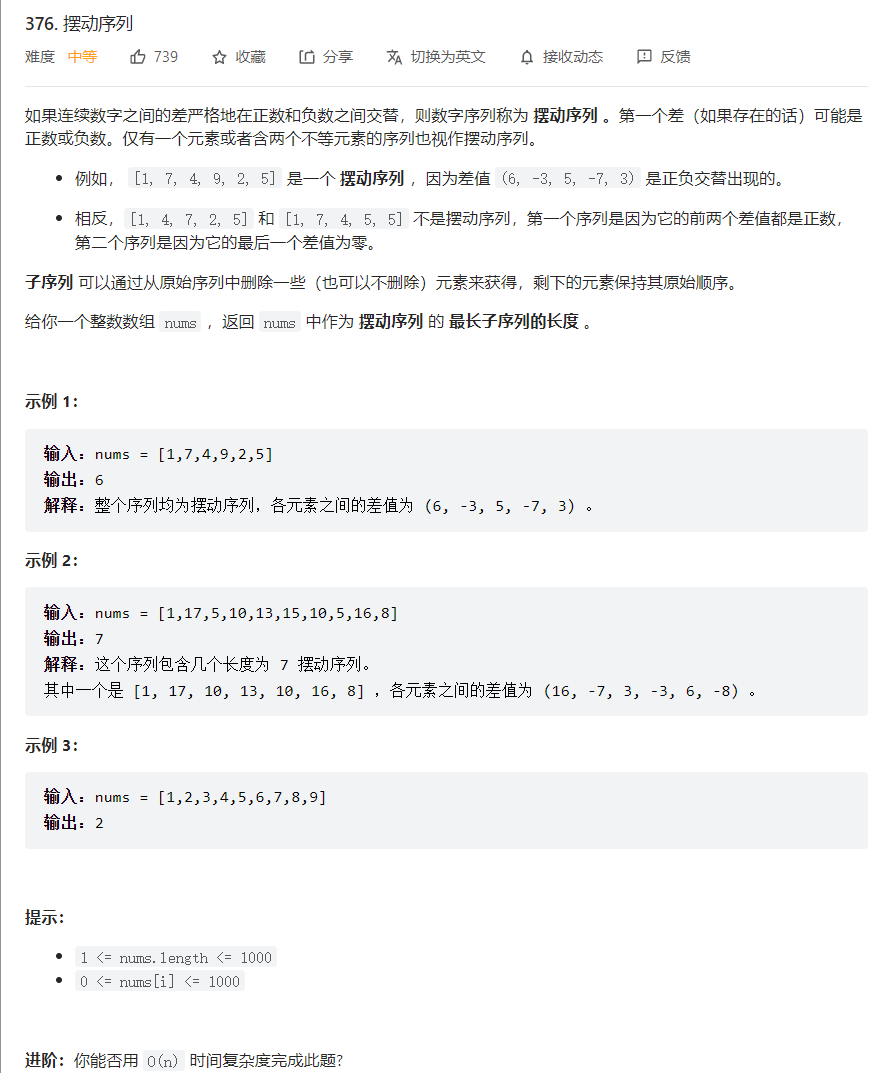 376. 摆动序列
难度 中等 739 收藏 分享 切换为英文 接收动态 反馈
如果连续数字之间的差严格地在正数和负数之间交替，则数字序列称为 摆动序列 。第一个差（如果存在的话）可能是
正数或负数。仅有一个元素或者含两个不等元素的序列也视作摆动序列。
• 例如， [1, 7, 4, 9, 2, 5] 是一个 摆动序列 ，因为差值 (6, -3, 5, -7, 3) 是正负交替出现的。
• 相反，[1, 4, 7, 2, 5] 和 [1, 7, 4, 5, 5] 不是摆动序列，第一个序列是因为它的前两个差值都是正数，
第二个序列是因为它的最后一个差值为零。
子序列 可以通过从原始序列中删除一些（也可以不删除）元素来获得，剩下的元素保持其原始顺序。
给你一个整数数组 nums ，返回 nums 中作为 摆动序列 的 最长子序列的长度 。
示例 1：
输入：nums = [1,7,4,9,2,5]
输出：6
解释：整个序列均为摆动序列，各元素之间的差值为 (6, -3, 5, -7, 3) 。
示例 2：
输入：nums = [1,17,5,10,13,15,10,5,16,8]
输出：7
解释：这个序列包含几个长度为 7 摆动序列。
其中一个是 [1, 17, 10, 13, 10, 16, 8] ，各元素之间的差值为 (16, -7, 3, -3, 6, -8) 。
示例 3：
输入：nums = [1,2,3,4,5,6,7,8,9]
输出：2
提示：
• 1 <= nums.length <= 1000
• 0 <= nums[i] <= 1000
进阶：你能否用 O(n) 时间复杂度完成此题?